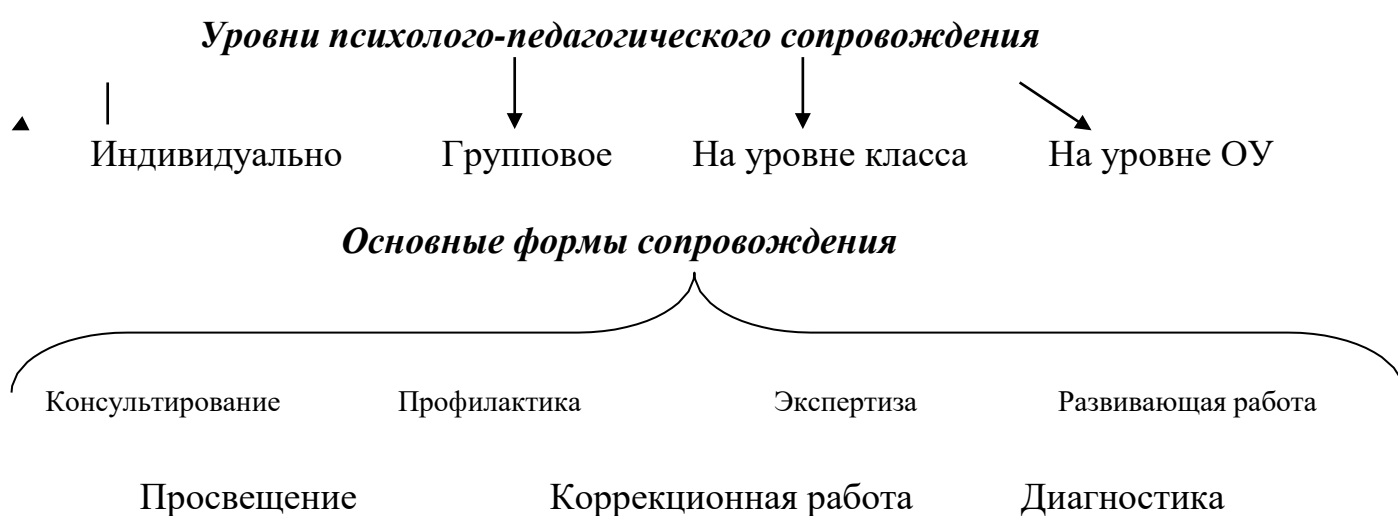 Уровни психолого-педагогического сопровождения
Индивидуально Групповое На уровне класса На уровне ОУ
Основные формы сопровождения
Консультирование Профилактика Экспертиза Развивающая работа
Просвещение Коррекционная работа Диагностика